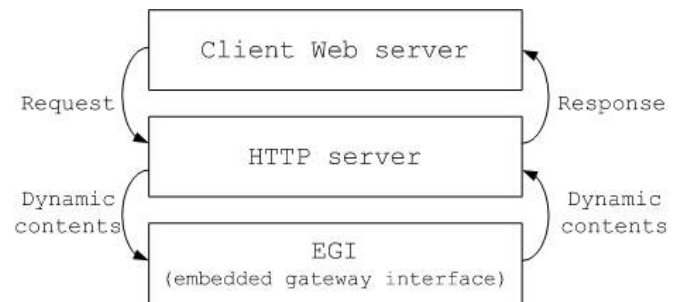 Client Web server
Request
Response
HTTP server
Dynamic
contents
Dynamic
contents
EGI
(embedded gateway interface)